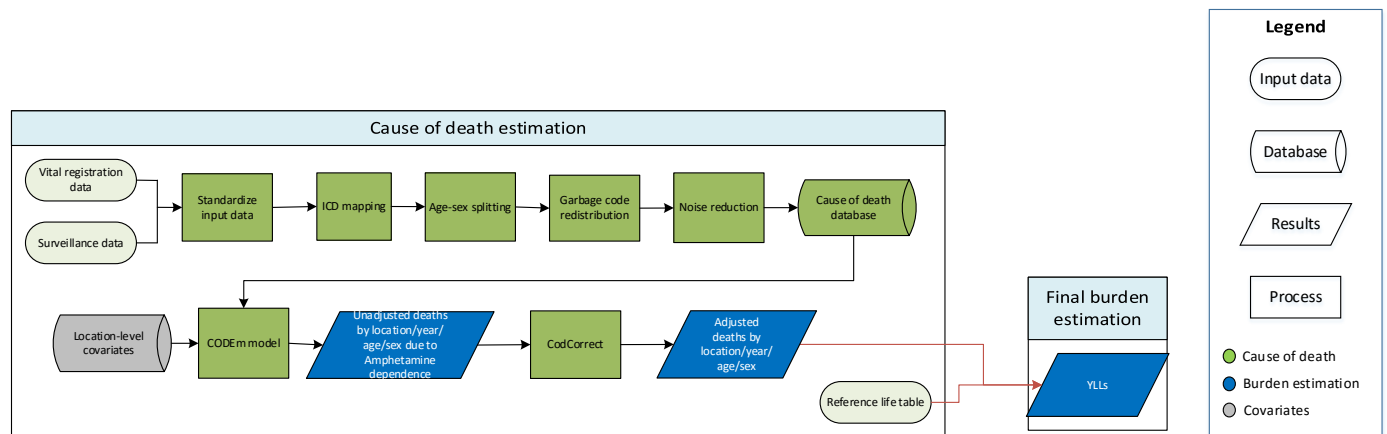 Cause of death estimation
Vital registration
data
Surveillance data
Standardize
input data
ICD mapping
Age-sex splitting
Garbage code
redistribution
Noise reduction
Cause of death
database
Location-level
covariates
CODEm model
Unadjusted deaths
by location/year/
age/sex due to
Amphetamine
dependence
CodCorrect
Adjusted
deaths by
location/year/
age/sex
Reference life table
Final burden
estimation
YLLs
Legend
Input data
Database
Results
Process
Cause of death
Burden estimation
Covariates